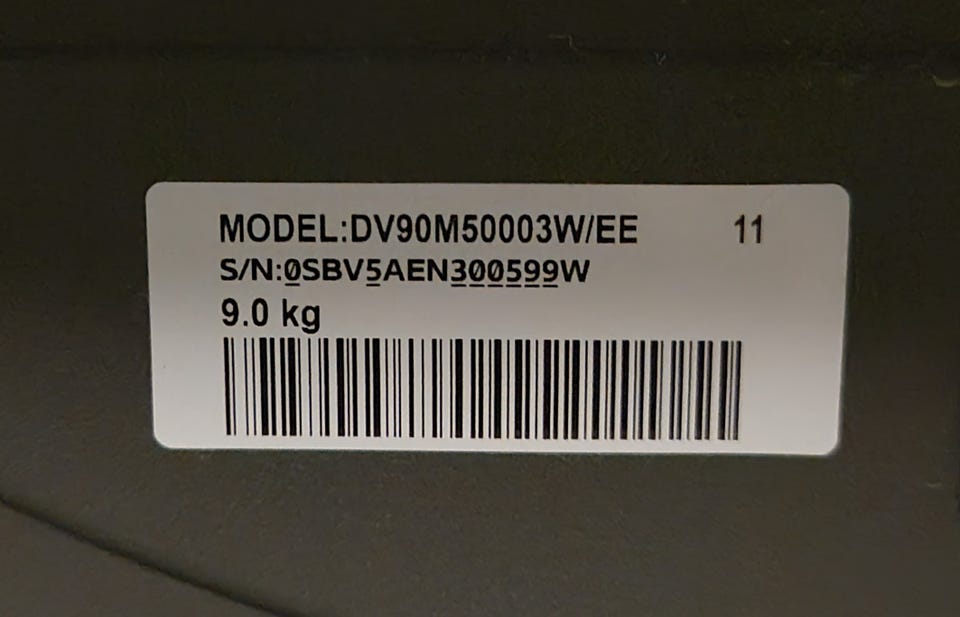 MODEL:DV90M50003W/EE 11
S/N:0SBV5AEN300599W
9.0 kg